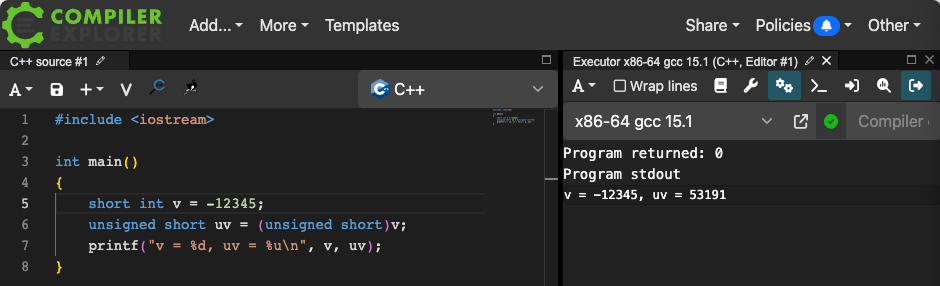 COMPILER
EXPLORER
Add... More Templates Share Policies Other
C++ source #1
A + v
C++
1 #include <iostream>
2
3 int main()
4 {
5 short int v = -12345;
6 unsigned short uv = (unsigned short)v;
7 printf("v = %d, uv = %u\n", v, uv);
8 }
Executor x86-64 gcc 15.1 (C++, Editor #1)
A Wrap lines
x86-64 gcc 15.1 Compiler
Program returned: 0
Program stdout
v = -12345, uv = 53191